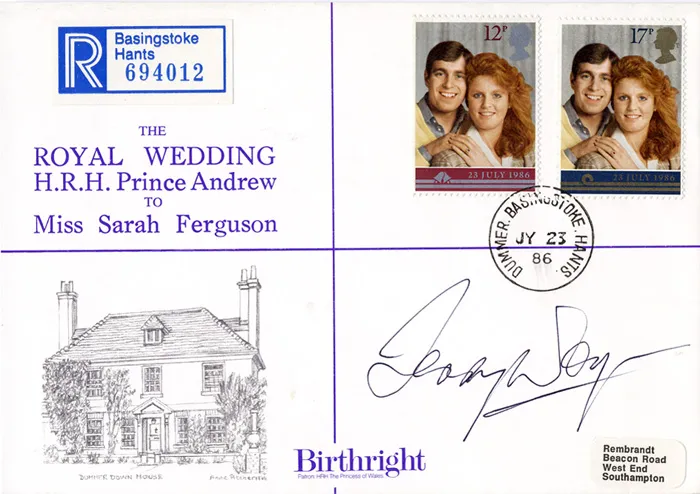 R
Basingstoke
Hants
694012
12P
17P
23 JULY 1986
23 JULY 1986
THE
ROYAL WEDDING
H.R.H. Prince Andrew
TO
Miss Sarah Ferguson
DUMMER. BASINGSTOKE. HANTS.
JY 23
86
DUMMER DOWN HOUSE
Birthright
Patron: HRH The Princess of Wales
Rembrandt
Beacon Road
West End
Southampton